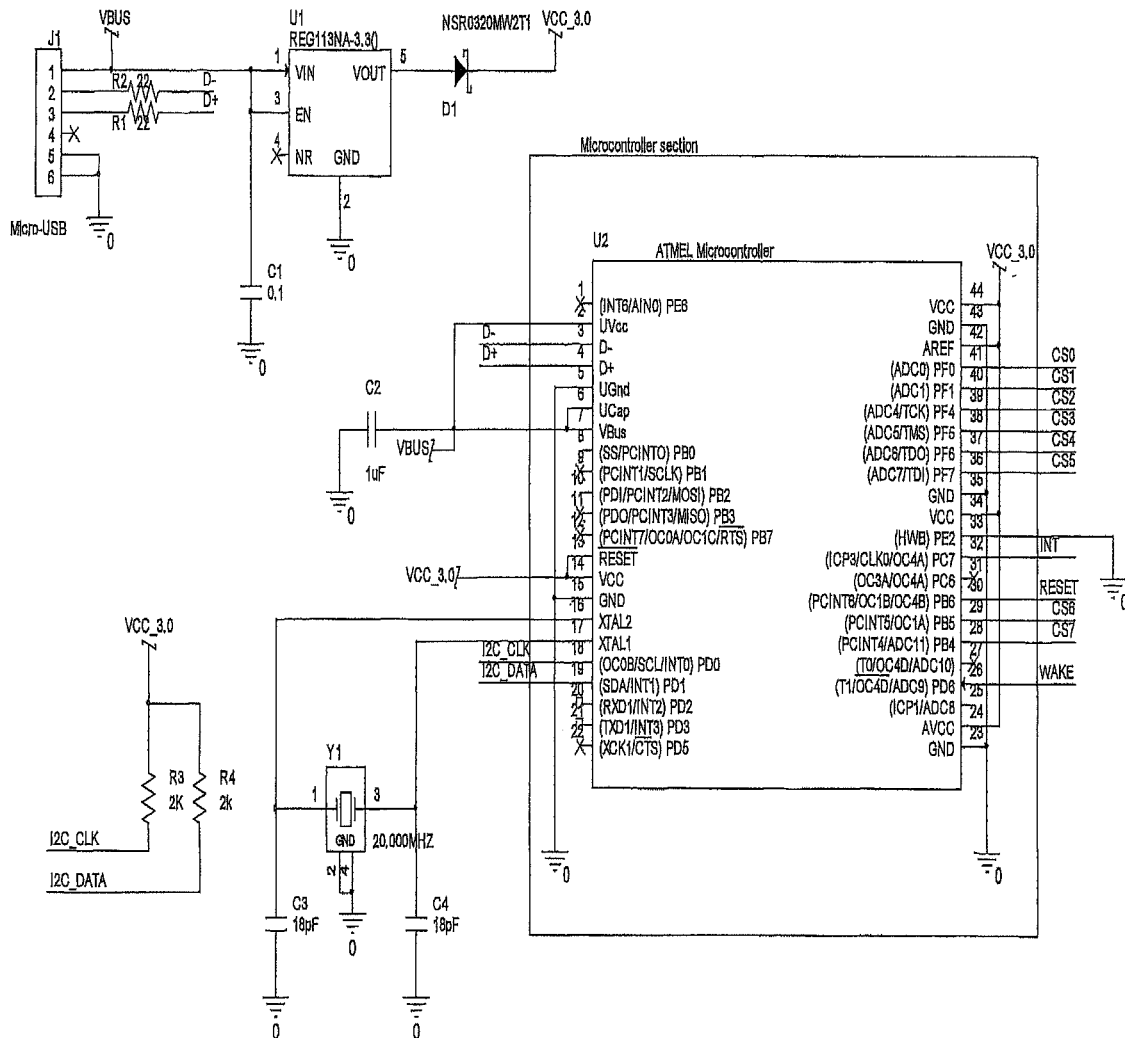 VBUS
U1
REG113NA-3.3()
NSR0320MW2T1
VCC_3.0
J1
1
2
3
4
5
6
R2
22
D-
D+
R1
22
Micro-USB
0
1
VIN
VOUT
5
3
EN
4
NR
GND
2
0
D1
C1
0.1
0
Microcontroller section
U2
ATMEL Microcontroller
VCC_3.0
1
(INT6/AIN0) PE6
2
UVcc
3
D-
D-
4
D+
D+
5
UGnd
6
UCap
7
VBus
8
(SS/PCINTO) PB0
9
(PCINT1/SCLK) PB1
10
(PDI/PCINT2/MOSI) PB2
11
(PDO/PCINT3/MISO) PB3
12
(PCINT7/OC0A/OC1C/RTS) PB7
13
RESET
14
VCC
15
GND
16
XTAL2
17
XTAL1
18
(OC0B/SCL/INT0) PD0
19
(SDA/INT1) PD1
20
(RXD1/INT2) PD2
21
(TXD1/INT3) PD3
22
(XCK1/CTS) PD5
44
VCC
43
GND
42
AREF
41
(ADC0) PF0
CS0
40
(ADC1) PF1
CS1
39
(ADC4/TCK) PF4
CS2
38
(ADC5/TMS) PF5
CS3
37
(ADC6/TDO) PF6
CS4
36
(ADC7/TDI) PF7
CS5
35
GND
34
VCC
33
(HWB) PE2
32
(ICP3/CLK0/OC4A) PC7
INT
31
(OC3A/OC4A) PC6
30
(PCINT6/OC1B/OC4B) PB6
RESET
29
(PCINT5/OC1A) PB5
CS6
28
(PCINT4/ADC11) PB4
CS7
27
(T0/OC4D/ADC10)
26
(T1/OC4D/ADC9) PD6
WAKE
25
(ICP1/ADC8
24
AVCC
23
GND
0
0
0
C2
1uF
VBUS
0
VCC_3.0
I2C_CLK
I2C_DATA
VCC_3.0
R3
2K
R4
2k
I2C_CLK
I2C_DATA
Y1
1
3
GND
20.000MHZ
2
4
0
C3
18pF
0
C4
18pF
0